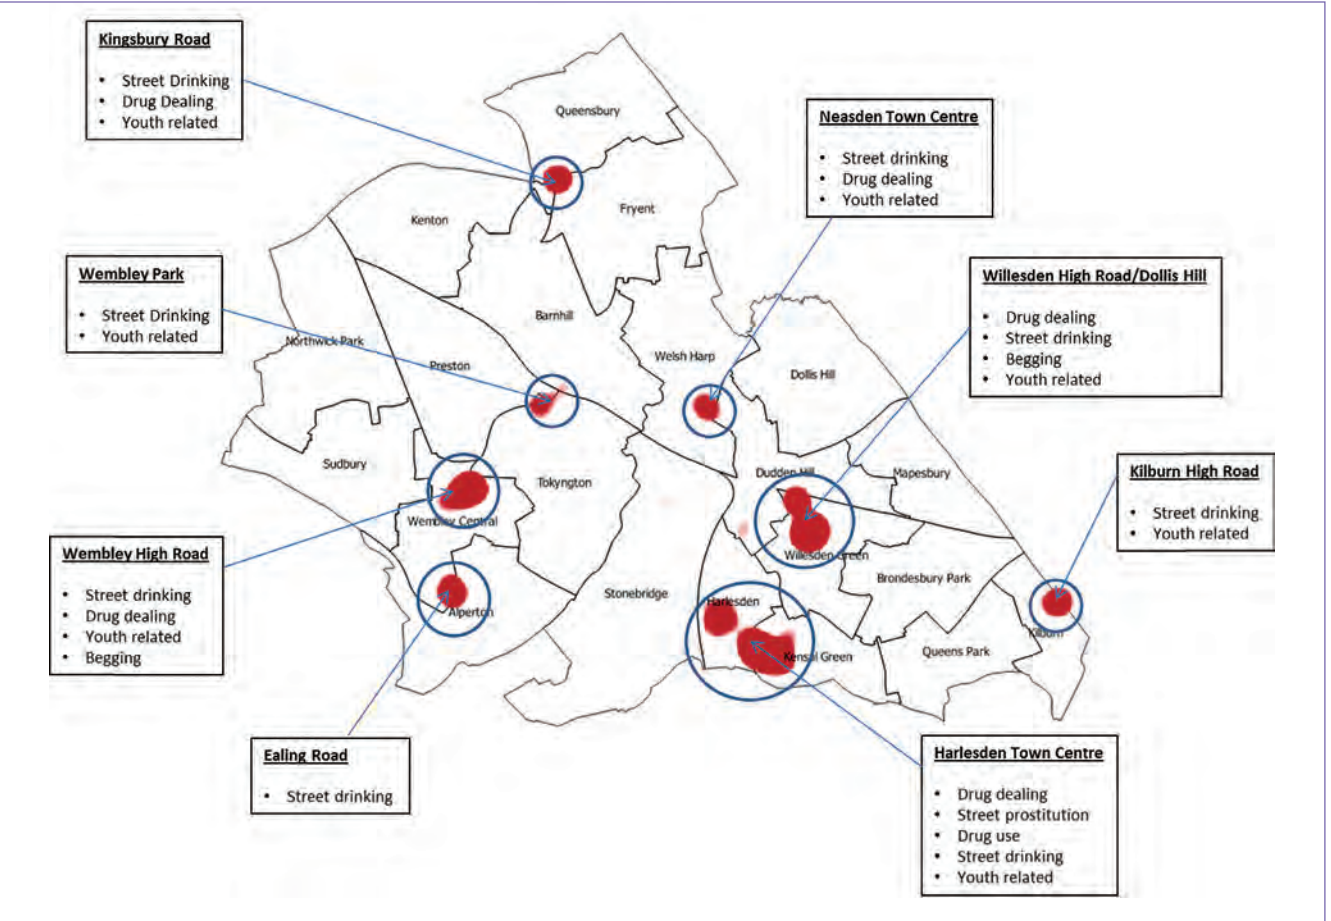 Kingsbury Road
• Street Drinking
• Drug Dealing
• Youth related
Neasden Town Centre
• Street drinking
• Drug dealing
• Youth related
Wembley Park
• Street Drinking
• Youth related
Willesden High Road/Dollis Hill
• Drug dealing
• Street drinking
• Begging
• Youth related
Kilburn High Road
• Street drinking
• Youth related
Wembley High Road
• Street drinking
• Drug dealing
• Youth related
• Begging
Ealing Road
• Street drinking
Harlesden Town Centre
• Drug dealing
• Street prostitution
• Drug use
• Street drinking
• Youth related
Queensbury
Kenton
Fryent
Barnhill
Northwick Park
Preston
Welsh Harp
Dollis Hill
Sudbury
Tokyngton
Dudden Hill
Mapesbury
Wembley Central
Willesden Green
Brondesbury Park
Stonebridge
Harlesden
Alperton
Kensal Green
Queens Park
Kilburn